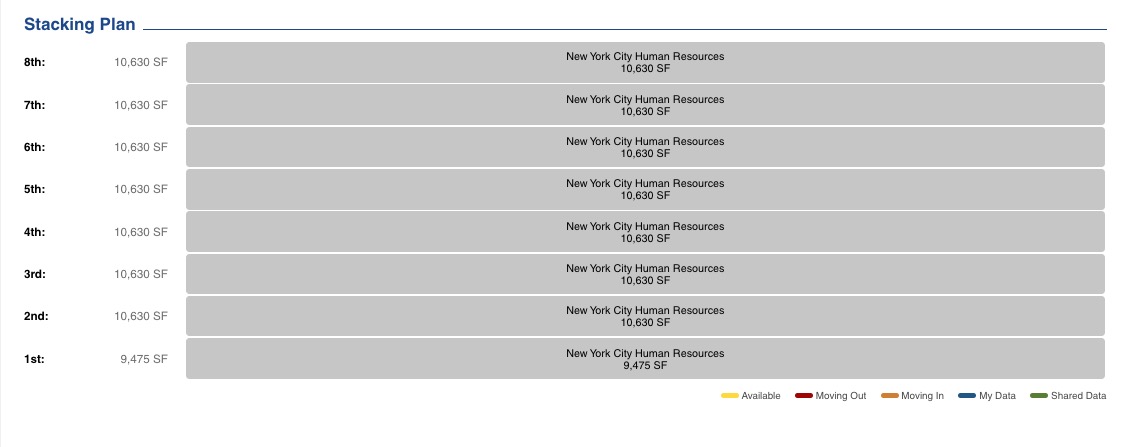 Stacking Plan
8th: 10,630 SF New York City Human Resources
10,630 SF
7th: 10,630 SF New York City Human Resources
10,630 SF
6th: 10,630 SF New York City Human Resources
10,630 SF
5th: 10,630 SF New York City Human Resources
10,630 SF
4th: 10,630 SF New York City Human Resources
10,630 SF
3rd: 10,630 SF New York City Human Resources
10,630 SF
2nd: 10,630 SF New York City Human Resources
10,630 SF
1st: 9,475 SF New York City Human Resources
9,475 SF
Available Moving Out Moving In My Data Shared Data